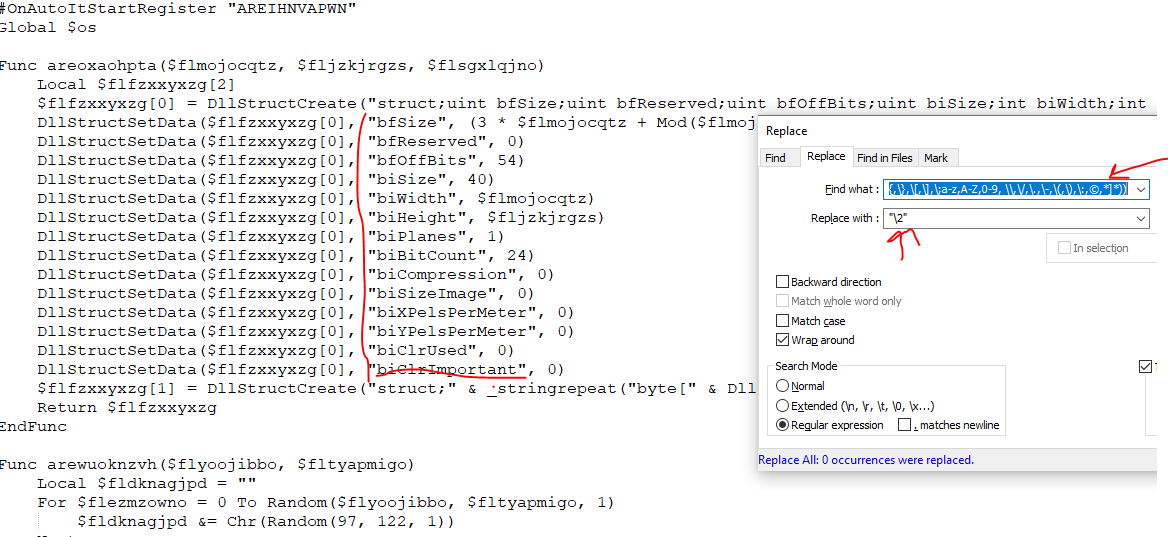 #OnAutoItStartRegister "AREIHNVAPWN"
Global $os
Func areoxaohpta($flmojocqtz, $fljzkjrgzs, $flsgxlqjno)
Local $flfzxxyxzg[2]
$flfzxxyxzg[0] = DllStructCreate("struct;uint bfSize;uint bfReserved;uint bfOffBits;uint biSize;int biWidth;int
DllStructSetData($flfzxxyxzg[0], "bfSize", (3 * $flmojocqtz + Mod($flmoj
DllStructSetData($flfzxxyxzg[0], "bfReserved", 0)
DllStructSetData($flfzxxyxzg[0], "bfOffBits", 54)
DllStructSetData($flfzxxyxzg[0], "biSize", 40)
DllStructSetData($flfzxxyxzg[0], "biWidth", $flmojocqtz)
DllStructSetData($flfzxxyxzg[0], "biHeight", $fljzkjrgzs)
DllStructSetData($flfzxxyxzg[0], "biPlanes", 1)
DllStructSetData($flfzxxyxzg[0], "biBitCount", 24)
DllStructSetData($flfzxxyxzg[0], "biCompression", 0)
DllStructSetData($flfzxxyxzg[0], "biSizeImage", 0)
DllStructSetData($flfzxxyxzg[0], "biXPelsPerMeter", 0)
DllStructSetData($flfzxxyxzg[0], "biYPelsPerMeter", 0)
DllStructSetData($flfzxxyxzg[0], "biClrUsed", 0)
DllStructSetData($flfzxxyxzg[0], "biClrImportant", 0)
$flfzxxyxzg[1] = DllStructCreate("struct;" & _stringrepeat("byte[" & Dll
Return $flfzxxyxzg
EndFunc
Func arewuoknzvh($flyoojibbo, $fltyapmigo)
Local $fldknagjpd = ""
For $flezmzowno = 0 To Random($flyoojibbo, $fltyapmigo, 1)
$fldknagjpd &= Chr(Random(97, 122, 1))
Replace
Find Replace Find in Files Mark
Find what :
Replace with : "\2"
In selection
Backward direction
Match whole word only
Match case
Wrap around
Search Mode
Normal
Extended (\n, \r, \t, \0, \x...)
Regular expression . matches newline
Replace All: 0 occurrences were replaced.